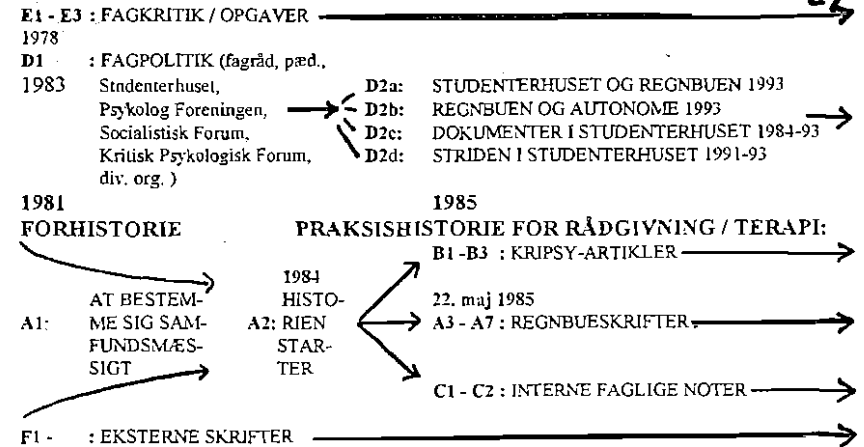 E1 - E3 : FAGKRITIK / OPGAVER
1978
D1 : FAGPOLITIK (fagråd, pæd.,
1983 Studenterhuset, D2a: STUDENTERHUSET OG REGNBUEN 1993
Psykolog Foreningen, D2b: REGNBUEN OG AUTONOME 1993
Socialistisk Forum, D2c: DOKUMENTER I STUDENTERHUSET 1984-93
Kritisk Psykologisk Forum, D2d: STRIDEN I STUDENTERHUSET 1991-93
div. org. )
1981 1985
FORHISTORIE PRAKSISHISTORIE FOR RÅDGIVNING / TERAPI:
B1 -B3 : KRIPSY-ARTIKLER
1984
AT BESTEM- HISTO- 22. maj 1985
A1: ME SIG SAM- A2: RIEN A3 - A7 : REGNBUESKRIFTER
FUNDSMÆS- STAR-
SIGT TER
C1 - C2 : INTERNE FAGLIGE NOTER
F1 - : EKSTERNE SKRIFTER